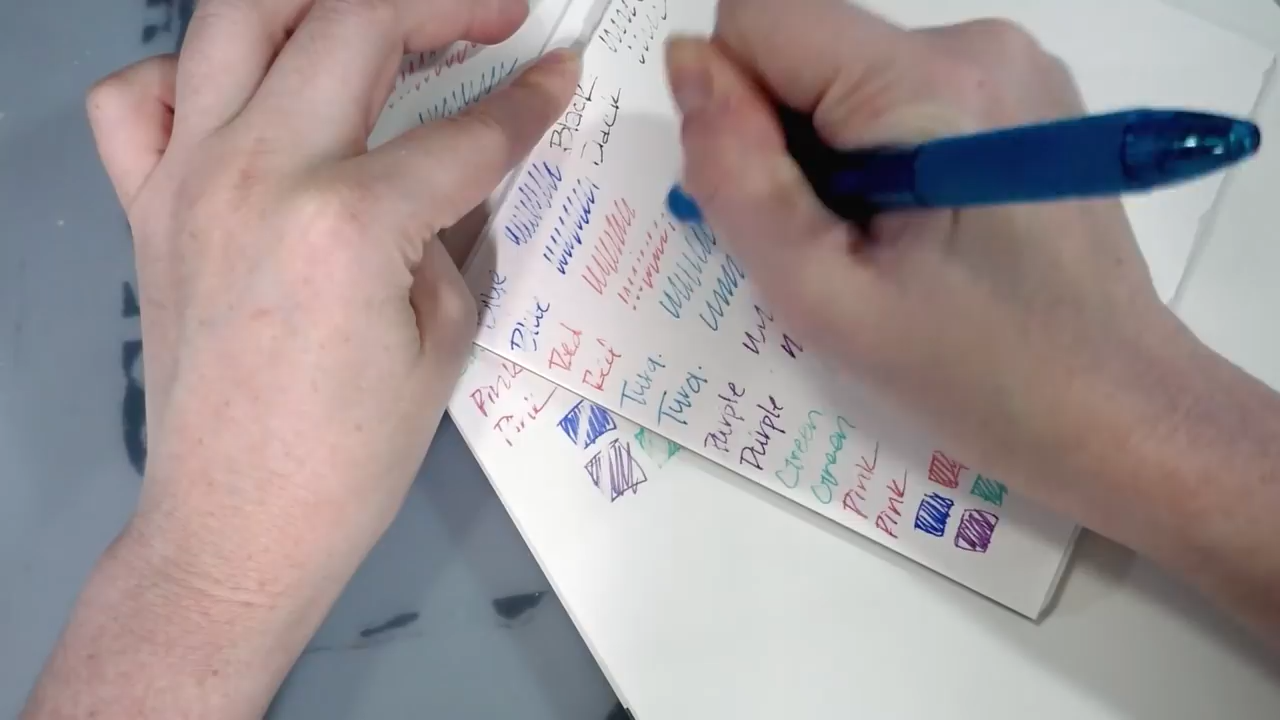 Black
Black
Blue
Blue
Red
Red
Turq.
Turq.
Purple
Purple
Green
Green
Pink
Pink
Pink
Pink